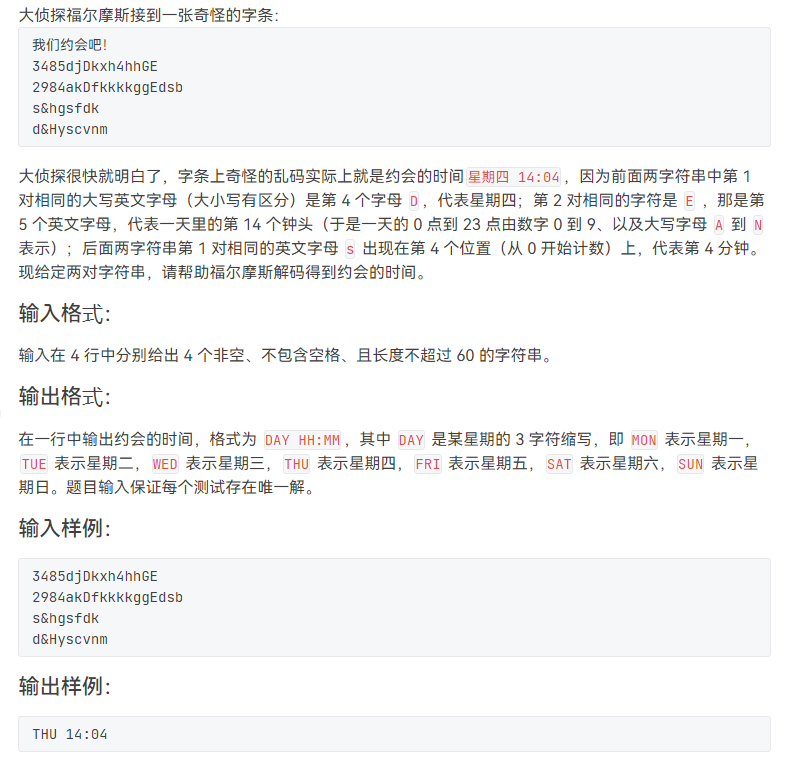 大侦探福尔摩斯接到一张奇怪的字条：
我们约会吧！
3485djDkxh4hhGE
2984akDfkkkkggEdsb
s&hgsfdk
d&Hyscvnm
大侦探很快就明白了，字条上奇怪的乱码实际上就是约会的时间星期四 14:04，因为前面两字符串中第 1
对相同的大写英文字母（大小写有区分）是第 4 个字母 D，代表星期四；第 2 对相同的字符是 E ，那是第
5 个英文字母，代表一天里的第 14 个钟头（于是一天的 0 点到 23 点由数字 0 到 9、以及大写字母 A 到 N
表示）；后面两字符串第 1 对相同的英文字母 s 出现在第 4 个位置（从 0 开始计数）上，代表第 4 分钟。
现给定两对字符串，请帮助福尔摩斯解码得到约会的时间。
输入格式：
输入在 4 行中分别给出 4 个非空、不包含空格、且长度不超过 60 的字符串。
输出格式：
在一行中输出约会的时间，格式为 DAY HH:MM，其中 DAY 是某星期的 3 字符缩写，即 MON 表示星期一，
TUE 表示星期二，WED 表示星期三，THU 表示星期四，FRI 表示星期五，SAT 表示星期六，SUN 表示星
期日。题目输入保证每个测试存在唯一解。
输入样例：
3485djDkxh4hhGE
2984akDfkkkkggEdsb
s&hgsfdk
d&Hyscvnm
输出样例：
THU 14:04